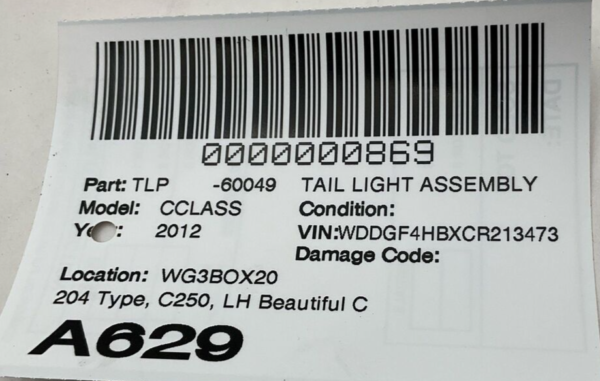 0000000869
Part: TLP -60049 TAIL LIGHT ASSEMBLY
Model: CCLASS Condition:
2012 VIN:WDDGF4HBXCR213473
Damage Code:
Location: WG3BOX20
204 Type, C250, LH Beautiful C
A629